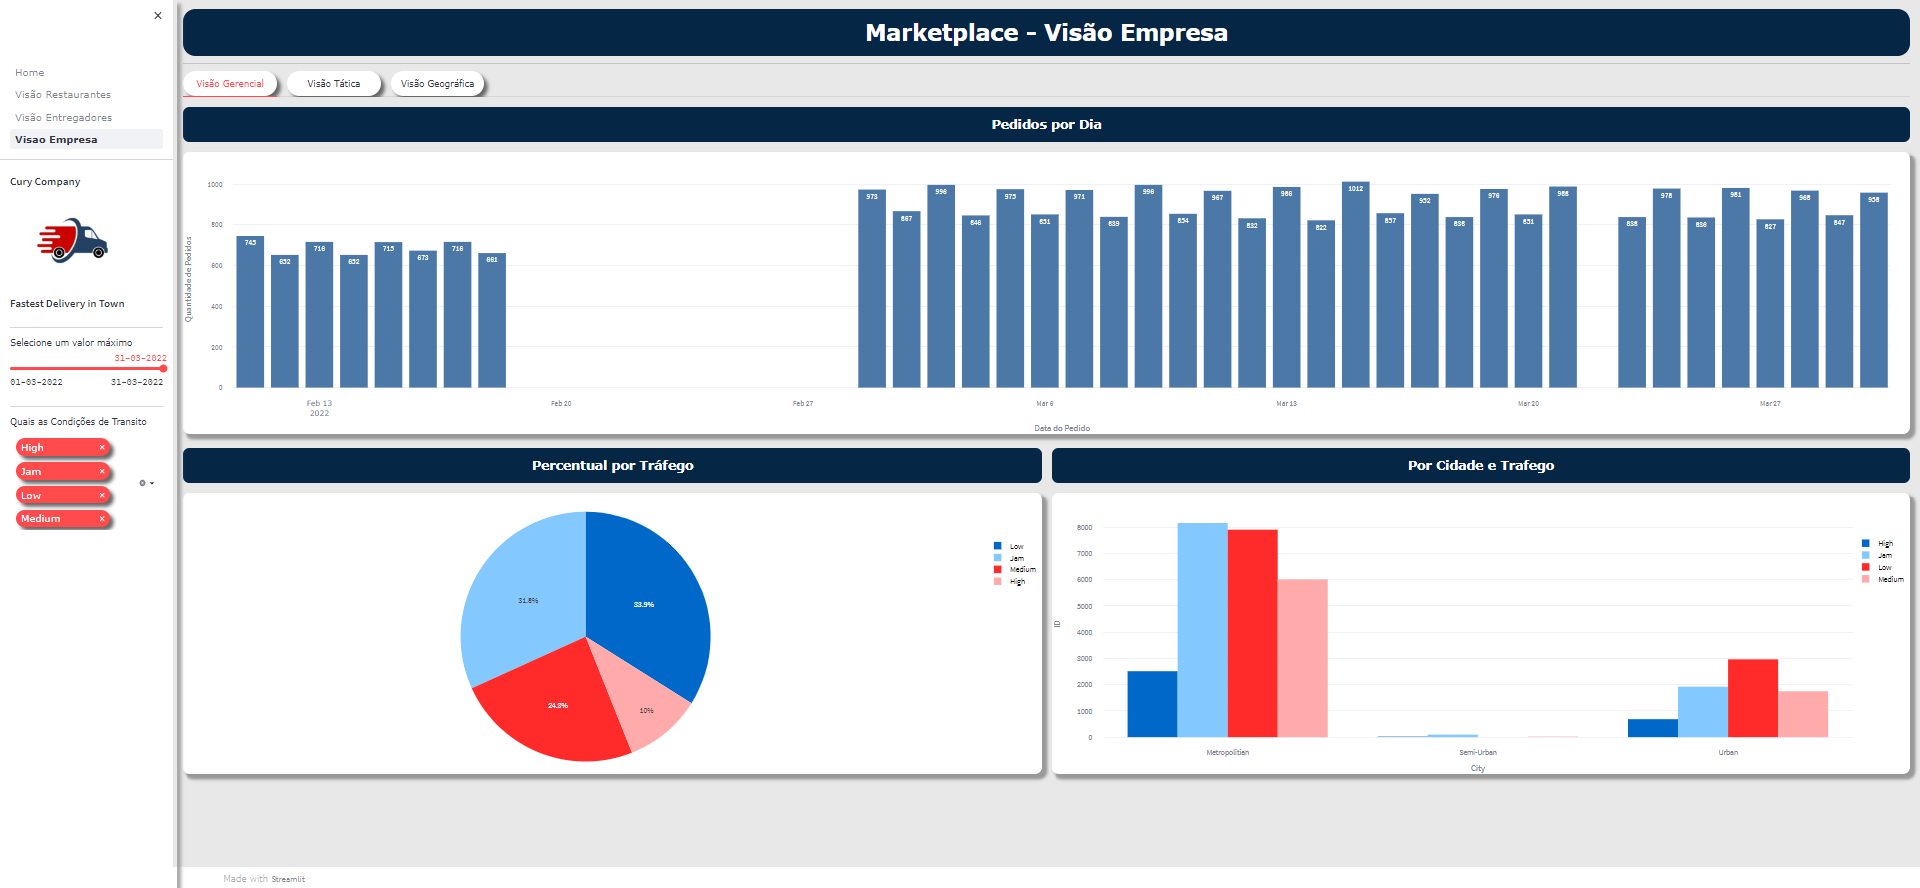 ×
Home
Visão Restaurantes
Visão Entregadores
Visao Empresa
Cury Company
Fastest Delivery in Town
Selecione um valor máximo
31-03-2022
01-03-2022 31-03-2022
Quais as Condições de Transito
High ×
Jam ×
Low ×
Medium ×
Marketplace - Visão Empresa
Visão Gerencial Visão Tática Visão Geográfica
Pedidos por Dia
Quantidade de Pedidos
1000
800
600
400
200
0
745 652 716 652 715 673 716 661 973 867 996 846 975 851 971 839 996 854 967 832 986 822 1012 857 952 838 976 851 988 838 978 836 981 827 968 847 958
Feb 13 Feb 20 Feb 27 Mar 6 Mar 13 Mar 20 Mar 27
2022
Data do Pedido
Percentual por Tráfego
33.9%
31.8%
24.3%
10%
Low
Jam
Medium
High
Por Cidade e Trafego
ID
8000
7000
6000
5000
4000
3000
2000
1000
0
Metropolitian Semi-Urban Urban
City
High
Jam
Low
Medium
Made with Streamlit